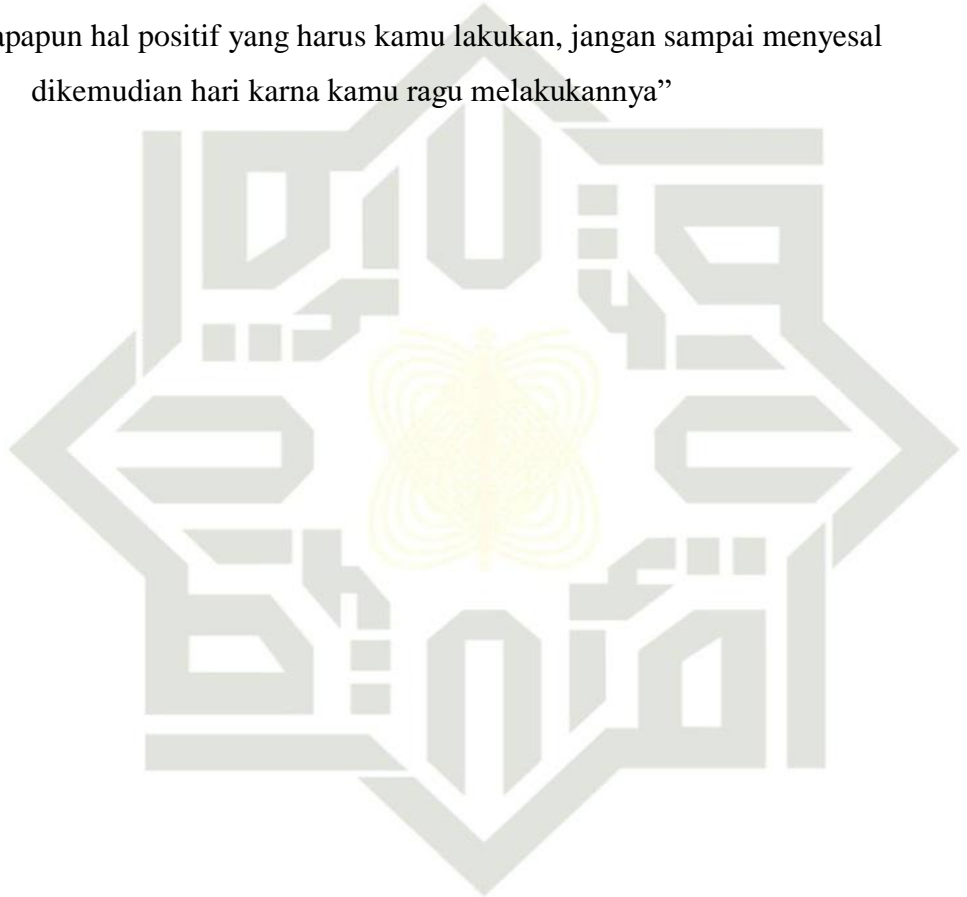 apapun hal positif yang harus kamu lakukan, jangan sampai menyesal
dikemudian hari karna kamu ragu melakukannya”